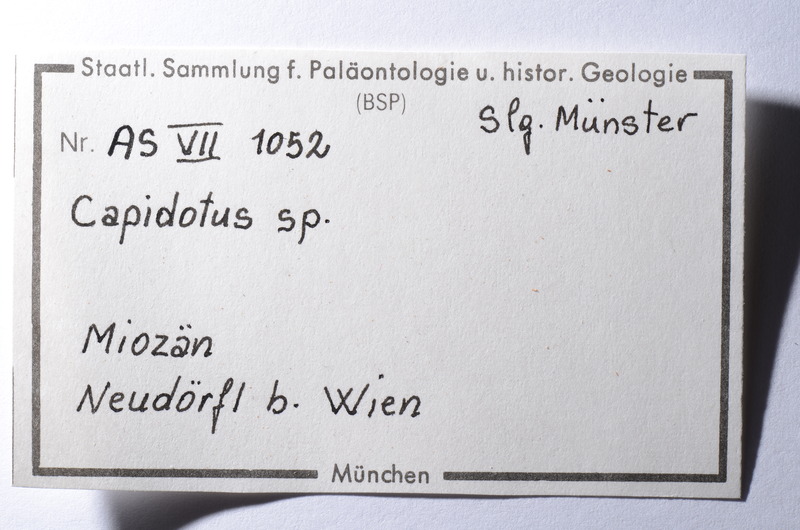 Staatl. Sammlung f. Paläontologie u. histor. Geologie
(BSP)
Slg. Münster
Nr. AS VII 1052
Capidotus sp.
Miozän
Neudörfl b. Wien
München